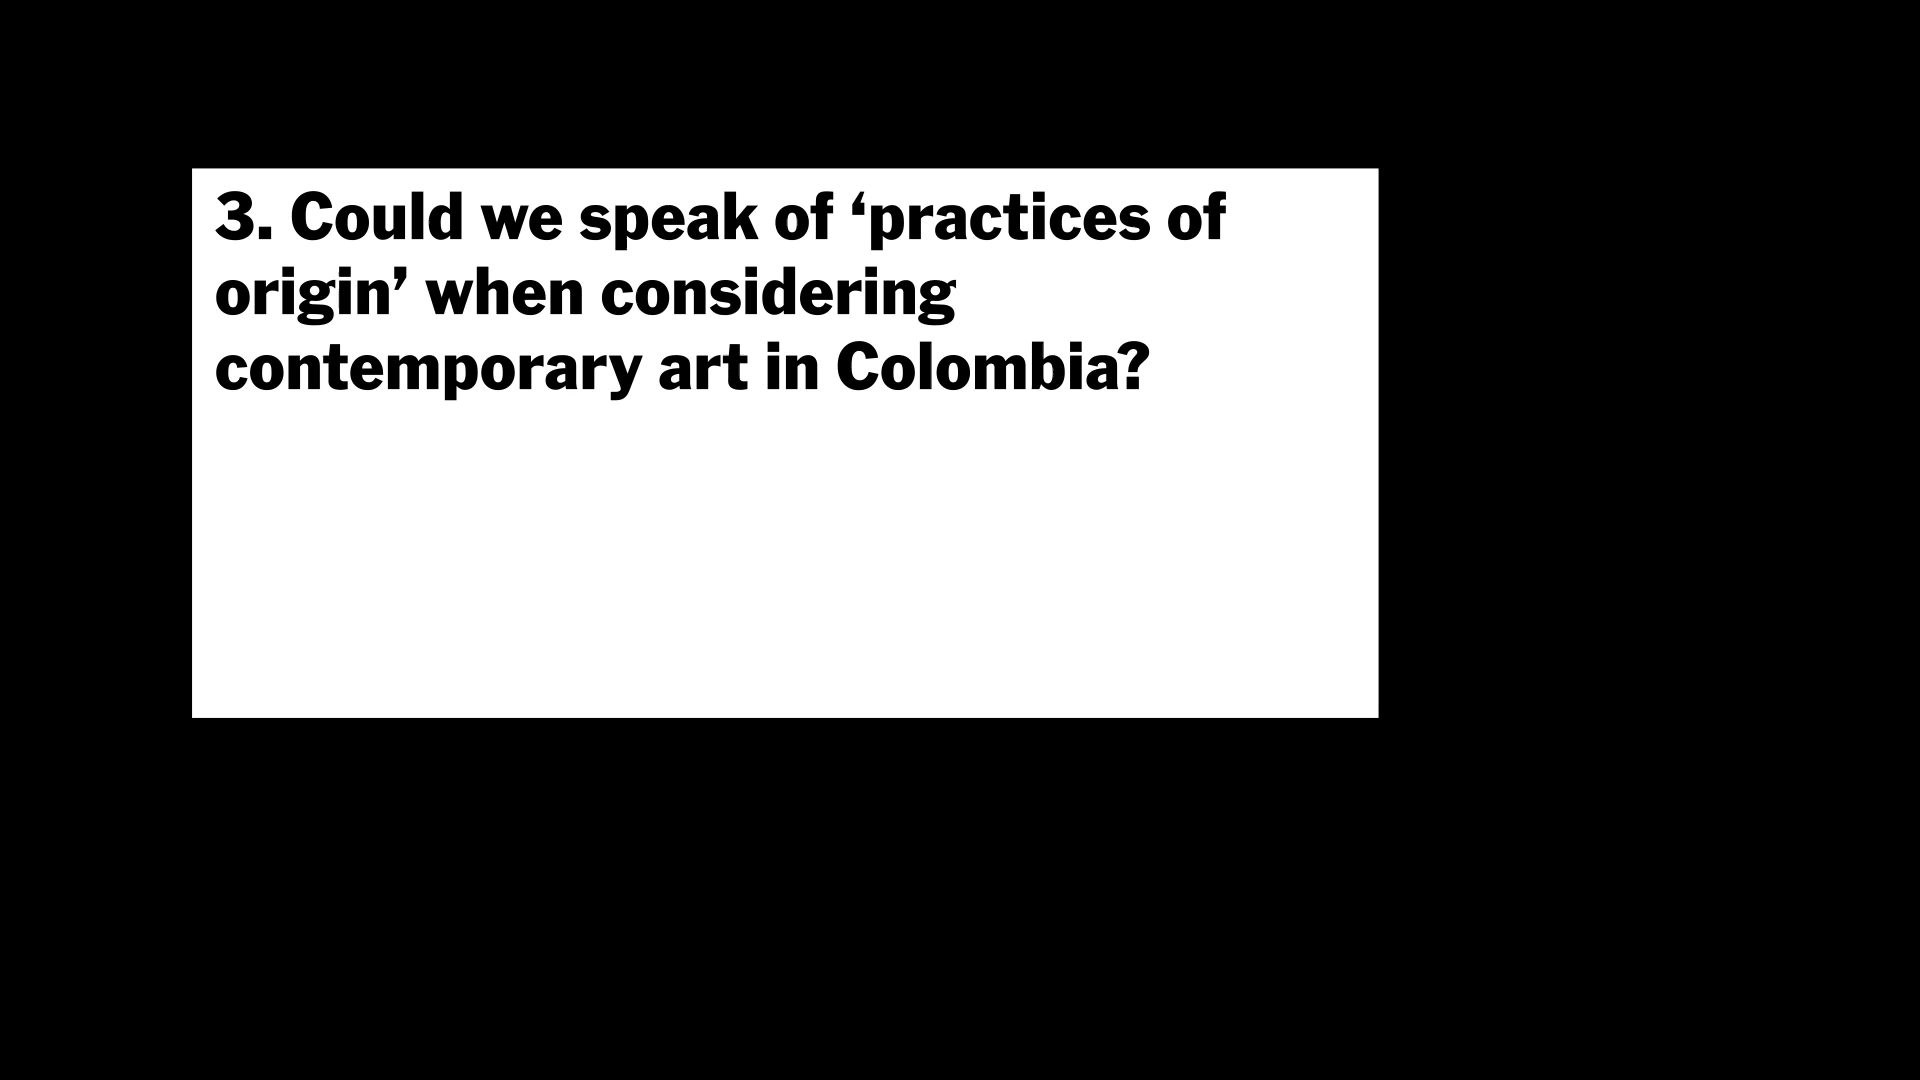 3. Could we speak of ‘practices of
origin’ when considering
contemporary art in Colombia?